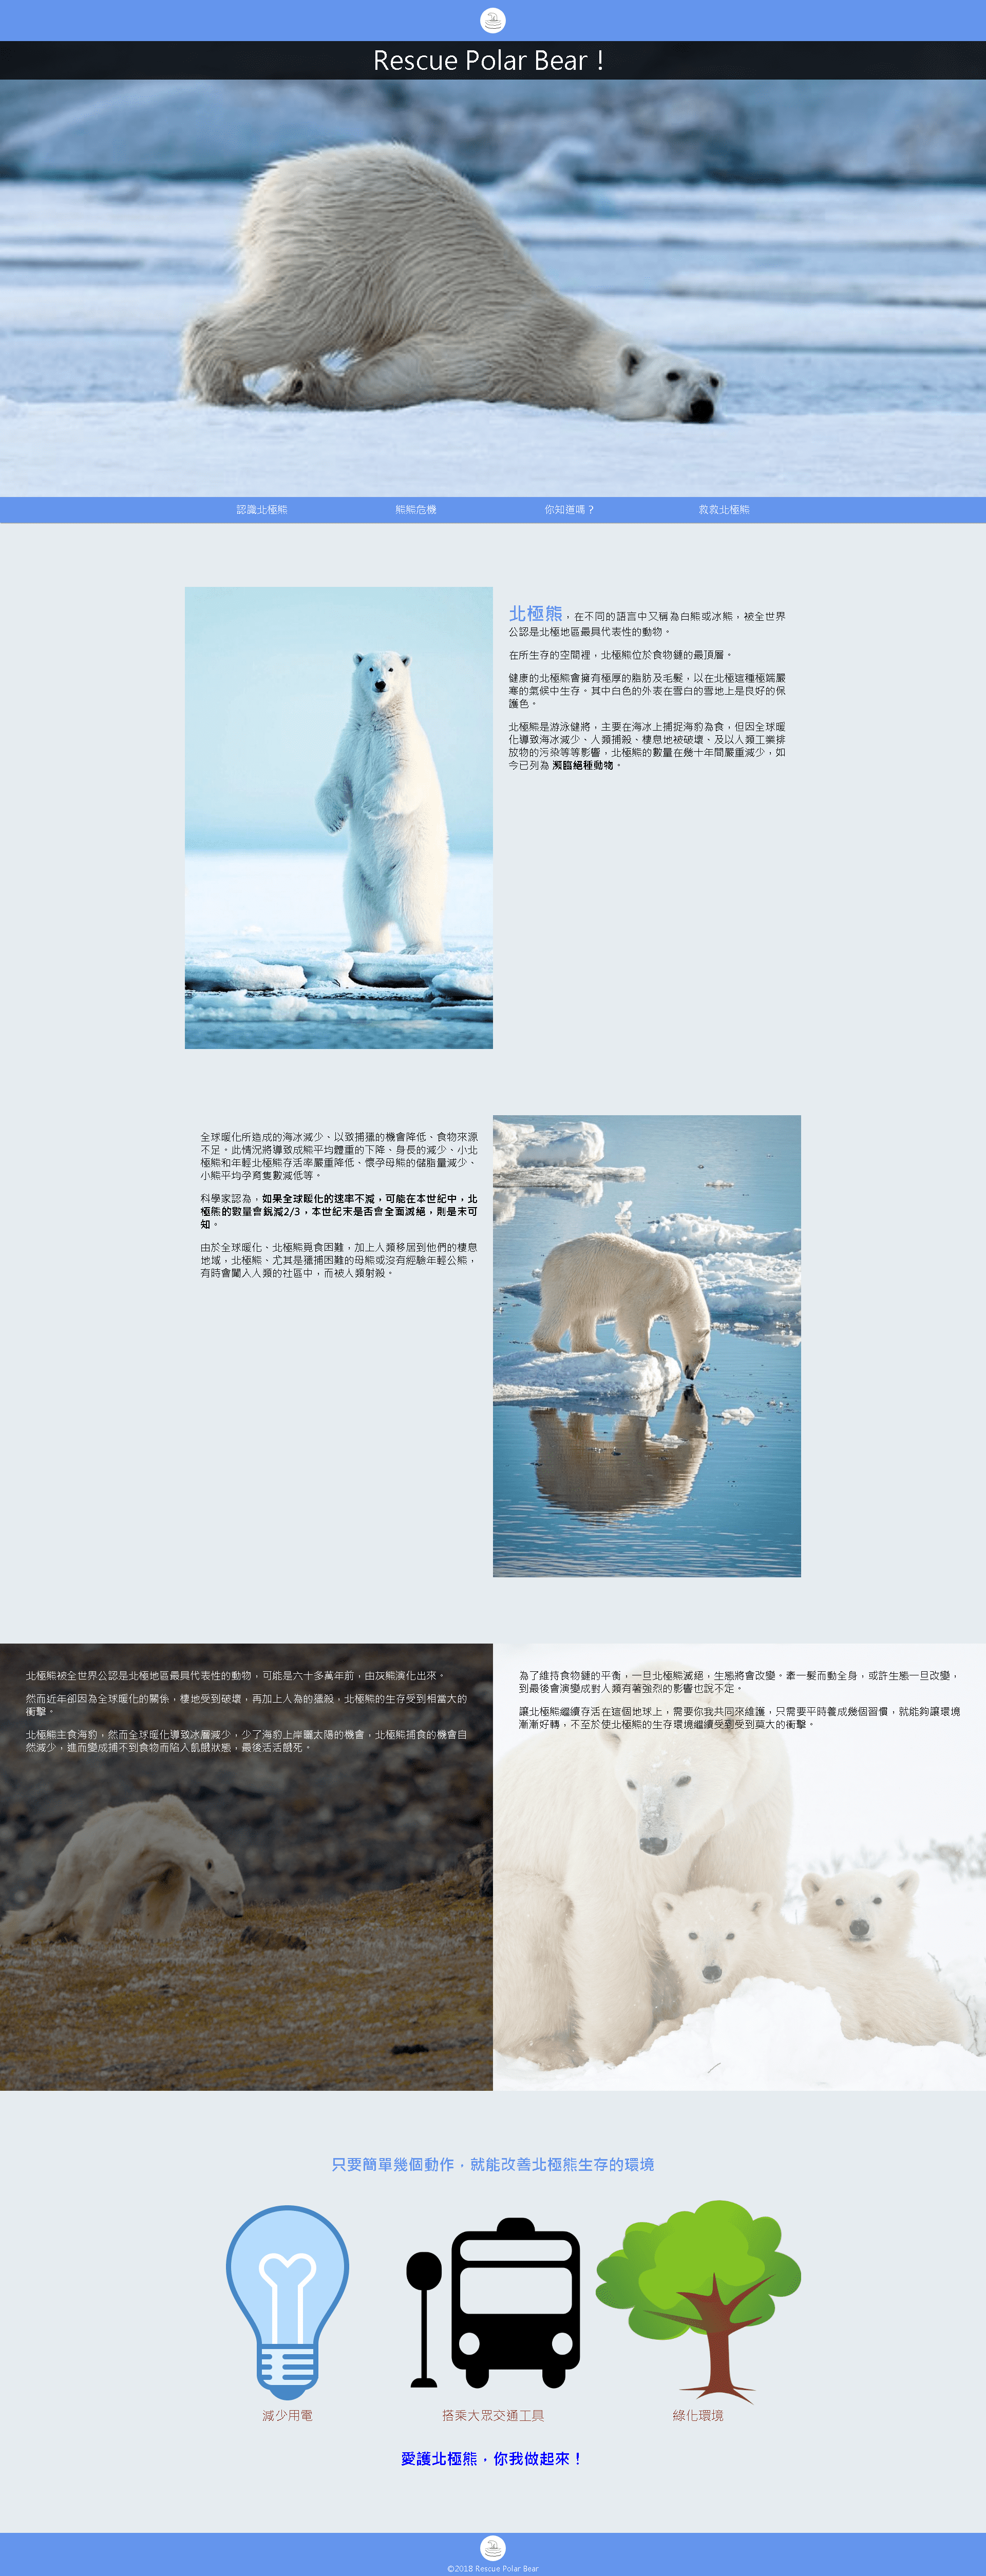 Rescue Polar Bear！
認識北極熊
熊熊危機
你知道嗎？
救救北極熊
北極熊，在不同的語言中又稱為白熊或冰熊，被全世界
公認是北極地區最具代表性的動物。
在所生存的空間裡，北極熊位於食物鏈的最頂層。
健康的北極熊會擁有極厚的脂肪及毛髮，以在北極這種極端嚴
寒的氣候中生存。其中白色的外表在雪白的雪地上是良好的保
護色。
北極熊是游泳健將，主要在海冰上捕捉海豹為食，但因全球暖
化導致海冰減少、人類捕殺、棲息地被破壞、及以人類工業排
放物的污染等等影響，北極熊的數量在幾十年間嚴重減少，如
今已列為 瀕臨絕種動物。
全球暖化所造成的海冰減少、以致捕獵的機會降低、食物來源
不足。此情況將導致成熊平均體重的下降、身長的減少、小北
極熊和年輕北極熊存活率嚴重降低、懷孕母熊的儲脂量減少、
小熊平均孕育隻數減低等。
科學家認為，如果全球暖化的速率不減，可能在本世紀中，北
極熊的數量會銳減2/3，本世紀末是否會全面滅絕，則是未可
知。
由於全球暖化、北極熊覓食困難，加上人類移居到他們的棲息
地域，北極熊、尤其是獵捕困難的母熊或沒有經驗年輕公熊，
有時會闖入人類的社區中，而被人類射殺。
北極熊被全世界公認是北極地區最具代表性的動物，可能是六十多萬年前，由灰熊演化出來。
然而近年卻因為全球暖化的關係，棲地受到破壞，再加上人為的獵殺，北極熊的生存受到相當大的
衝擊。
北極熊主食海豹，然而全球暖化導致冰層減少，少了海豹上岸曬太陽的機會，北極熊捕食的機會自
然減少，進而變成捕不到食物而陷入飢餓狀態，最後活活餓死。
為了維持食物鏈的平衡，一旦北極熊滅絕，生態將會改變。牽一髮而動全身，或許生態一旦改變，
到最後會演變成對人類有著強烈的影響也說不定。
讓北極熊繼續存活在這個地球上，需要你我共同來維護，只需要平時養成幾個習慣，就能夠讓環境
漸漸好轉，不至於使北極熊的生存環境繼續受到受到莫大的衝擊。
只要簡單幾個動作，就能改善北極熊生存的環境
減少用電
搭乘大眾交通工具
綠化環境
愛護北極熊，你我做起來！
©2018 Rescue Polar Bear